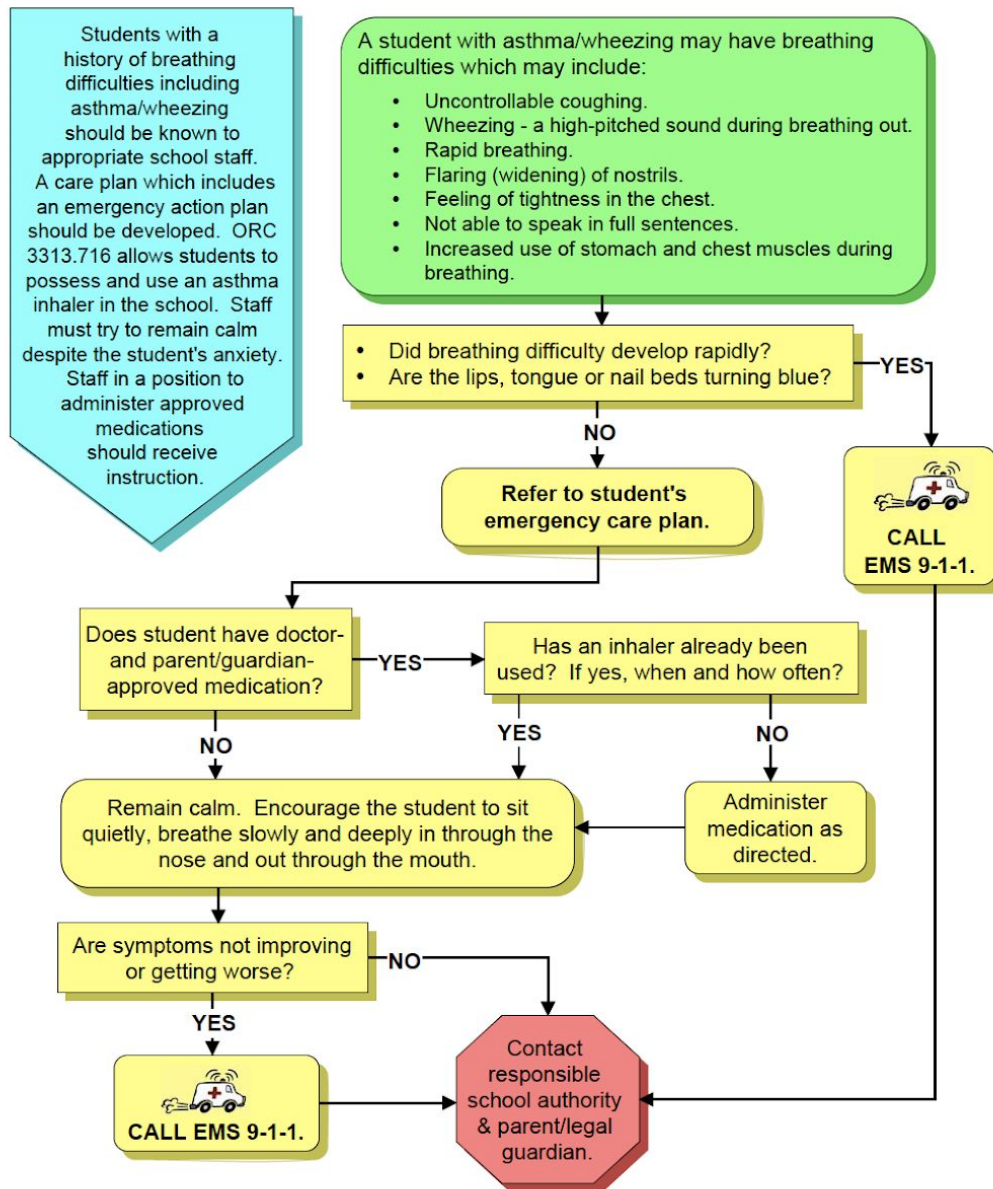 Students with a
history of breathing
difficulties including
asthma/wheezing
should be known to
appropriate school staff.
A care plan which includes
an emergency action plan
should be developed.  ORC
3313.716 allows students to
possess and use an asthma
inhaler in the school.  Staff
must try to remain calm
despite the student's anxiety.
Staff in a position to
administer approved
medications
should receive
instruction.
A student with asthma/wheezing may have breathing
difficulties which may include:
• Uncontrollable coughing.
• Wheezing - a high-pitched sound during breathing out.
• Rapid breathing.
• Flaring (widening) of nostrils.
• Feeling of tightness in the chest.
• Not able to speak in full sentences.
• Increased use of stomach and chest muscles during
breathing.
• Did breathing difficulty develop rapidly?
• Are the lips, tongue or nail beds turning blue?
YES
NO
CALL
EMS 9-1-1.
Refer to student's
emergency care plan.
Does student have doctor-
and parent/guardian-
approved medication?
YES
Has an inhaler already been
used?  If yes, when and how often?
NO
YES
NO
Remain calm.  Encourage the student to sit
quietly, breathe slowly and deeply in through the
nose and out through the mouth.
Administer
medication as
directed.
Are symptoms not improving
or getting worse?
NO
YES
CALL EMS 9-1-1.
Contact
responsible
school authority
& parent/legal
guardian.